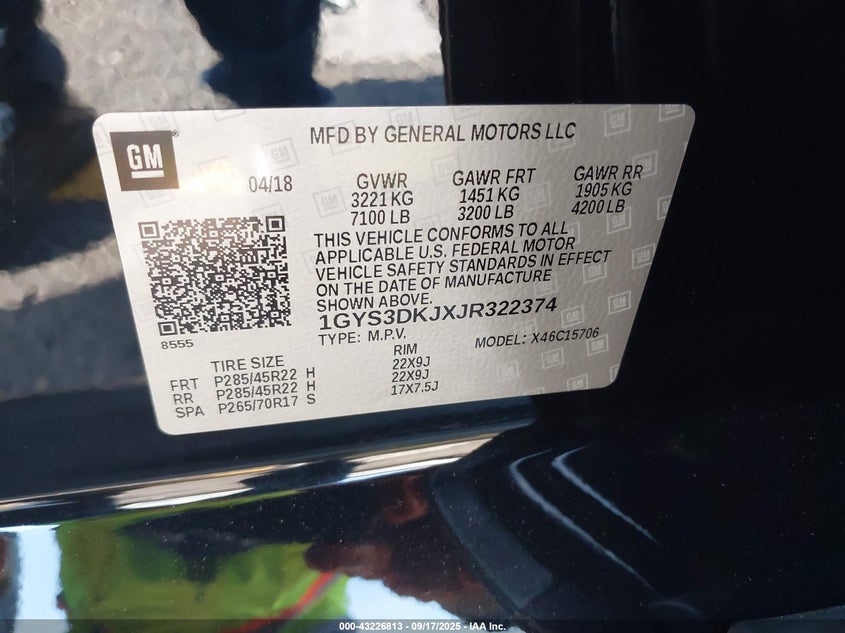 GM
MFD BY GENERAL MOTORS LLC
04/18
GVWR GAWR FRT GAWR RR
3221 KG 1451 KG 1905 KG
7100 LB 3200 LB 4200 LB
THIS VEHICLE CONFORMS TO ALL
APPLICABLE U.S. FEDERAL MOTOR
VEHICLE SAFETY STANDARDS IN EFFECT
ON THE DATE OF MANUFACTURE
SHOWN ABOVE.
1GYS3DKJXJR322374
8555
TYPE: M.P.V. MODEL: X46C15706
TIRE SIZE RIM
FRT P285/45R22 H 22X9J
RR P285/45R22 H 22X9J
SPA P265/70R17 S 17X7.5J
000-43226813 - 09/17/2025 - IAA Inc.